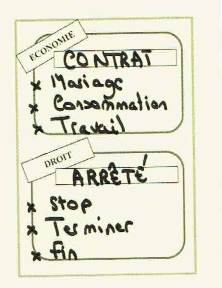 ECONOMIE
CONTRAT
x Mariage
x Consommation
x Travail
DROIT
ARRÊTÉ
x Stop
x Terminer
x fin